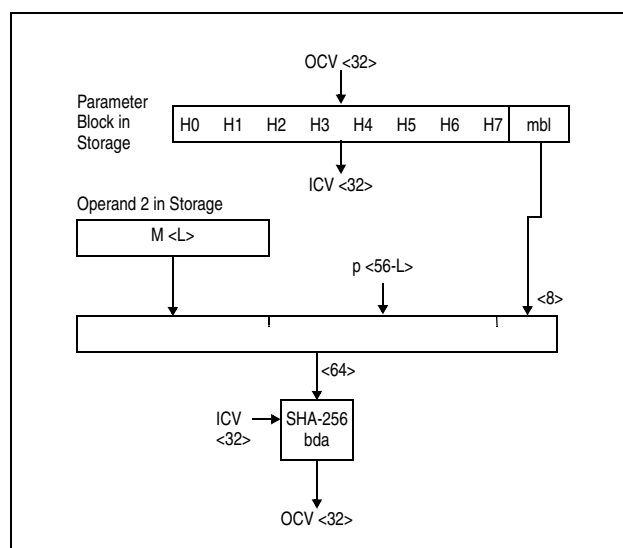 OCV <32>
Parameter
Block in
Storage
H0 H1 H2 H3 H4 H5 H6 H7 mbl
ICV <32>
Operand 2 in Storage
M <L>
p <56-L>
<8>
<64>
ICV
<32>
SHA-256
bda
OCV <32>